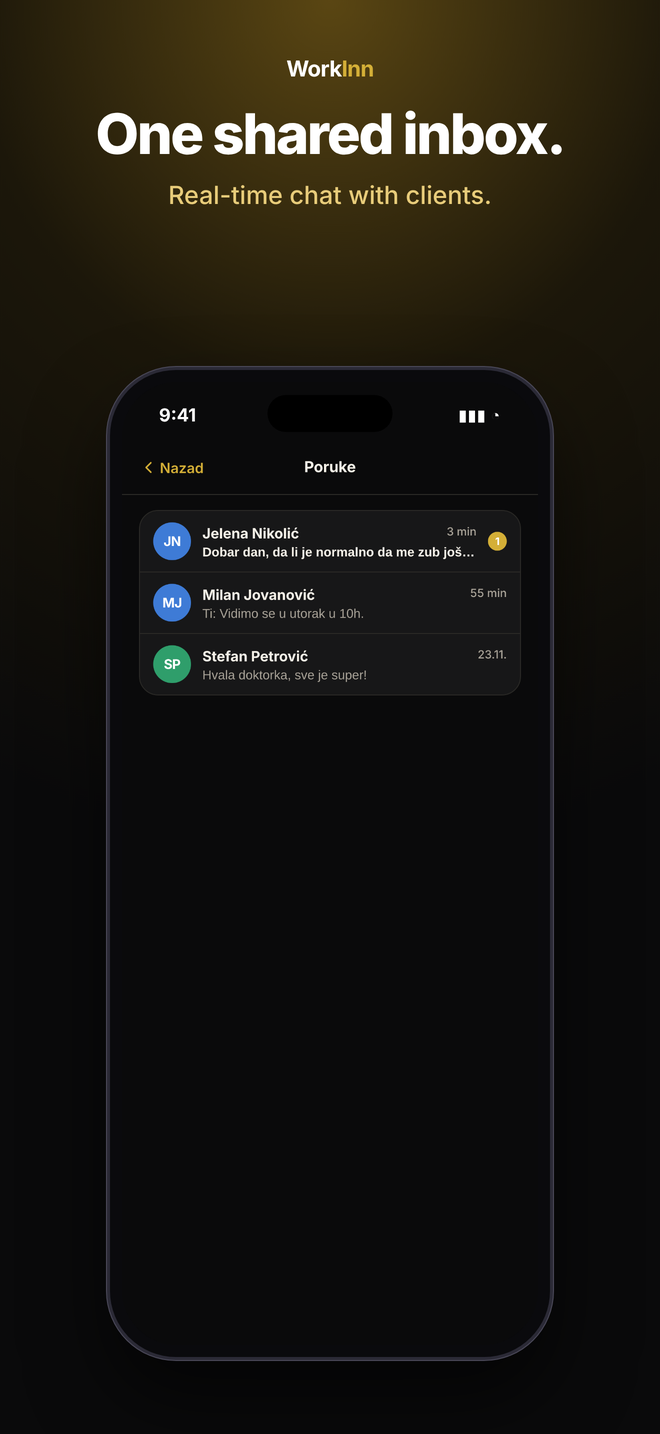 WorkInn
One shared inbox.
Real-time chat with clients.
9:41
Nazad
Poruke
JN
Jelena Nikolić
3 min
Dobar dan, da li je normalno da me zub još...
1
MJ
Milan Jovanović
55 min
Ti: Vidimo se u utorak u 10h.
SP
Stefan Petrović
23.11.
Hvala doktorka, sve je super!